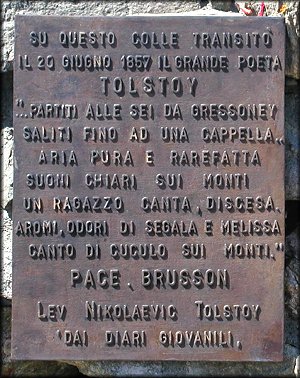 SU QUESTO COLLE TRANSITÒ
IL 20 GIUGNO 1857 IL GRANDE POETA
TOLSTOY
"...PARTITI ALLE SEI DA GRESSONEY
SALITI FINO AD UNA CAPPELLA..
ARIA PURA E RAREFATTA
SUONI CHIARI SUI MONTI
UN RAGAZZO CANTA, DISCESA.
AROMI, ODORI DI SEGALA E MELISSA
CANTO DI CUCULO SUI MONTI."
PACE, BRUSSON
LEV NIKOLAEVIC TOLSTOY
'DAI DIARI GIOVANILI,